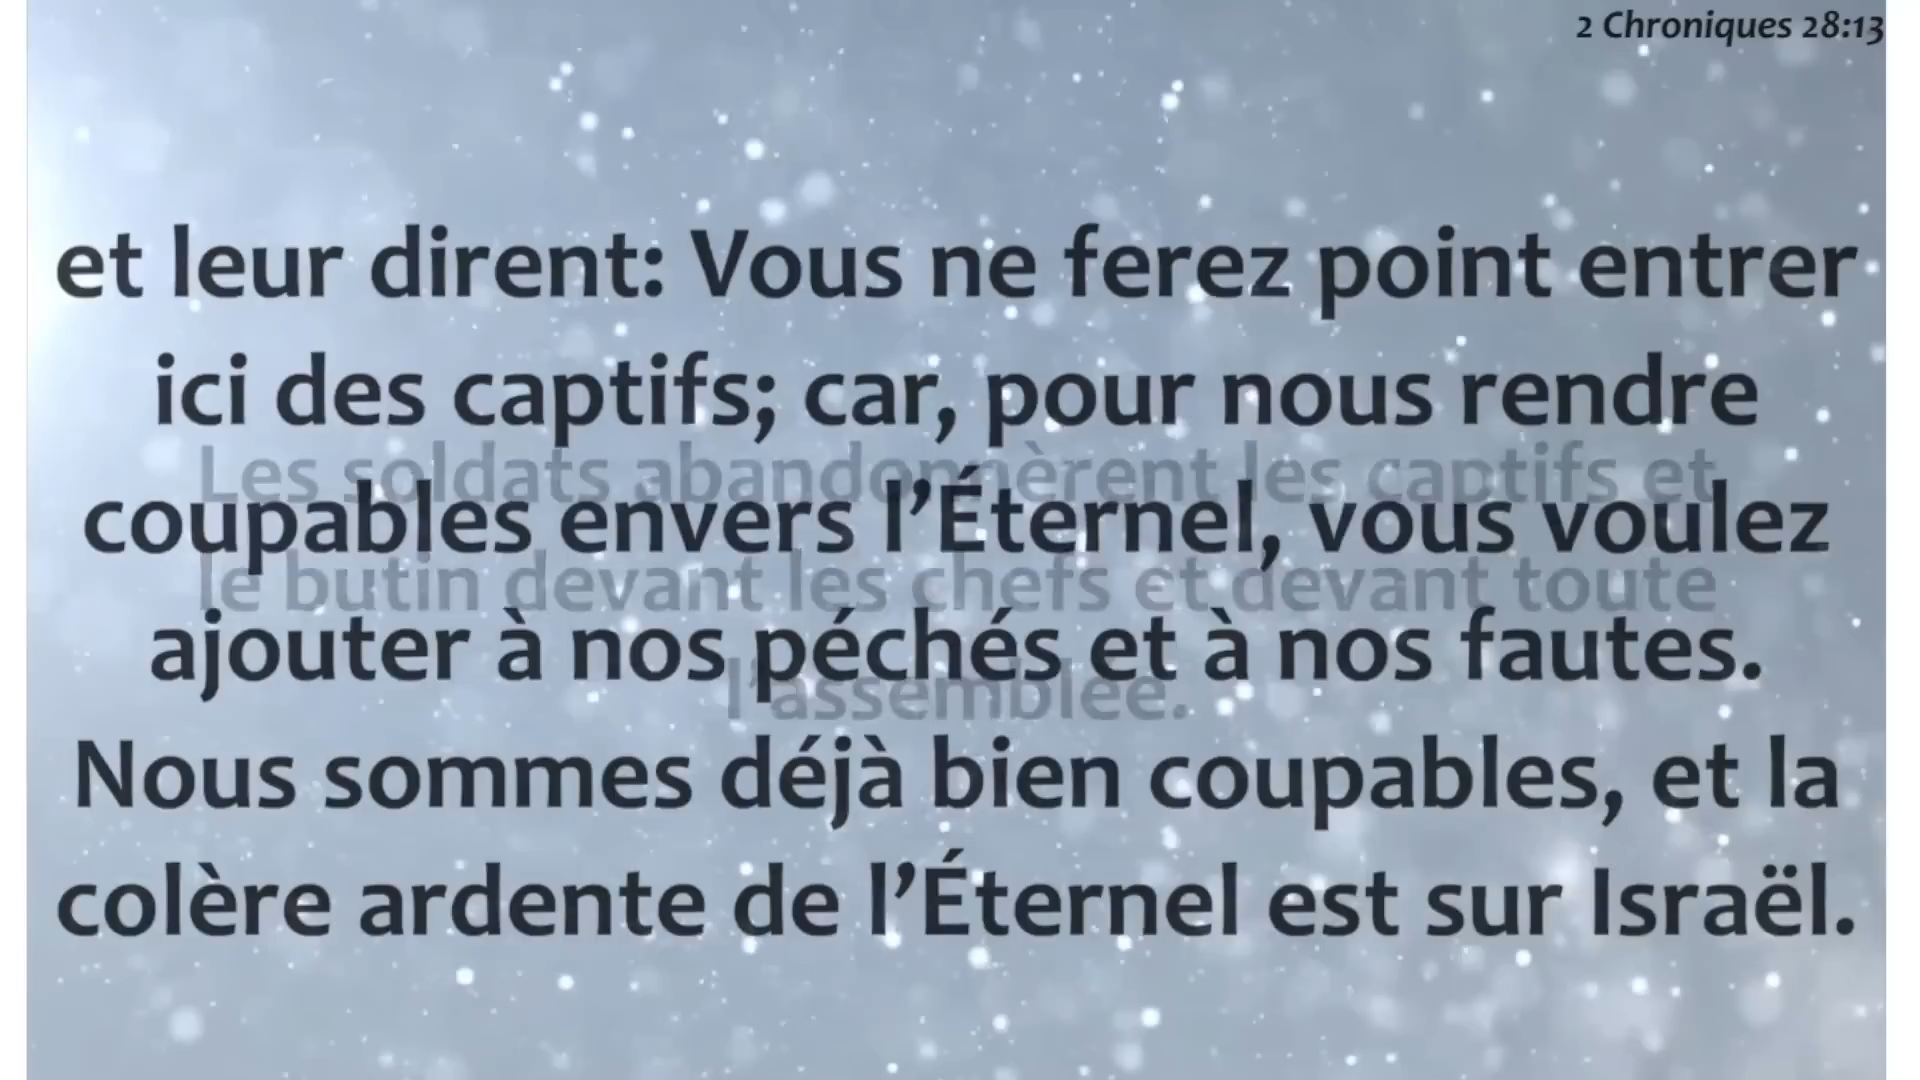 2 Chroniques 28:13
et leur dirent: Vous ne ferez point entrer
ici des captifs; car, pour nous rendre
coupables envers l’Éternel, vous voulez
ajouter à nos péchés et à nos fautes.
Nous sommes déjà bien coupables, et la
colère ardente de l’Éternel est sur Israël.
Les soldats abandonnèrent les captifs et
le butin devant les chefs et devant toute
l’assemblée.